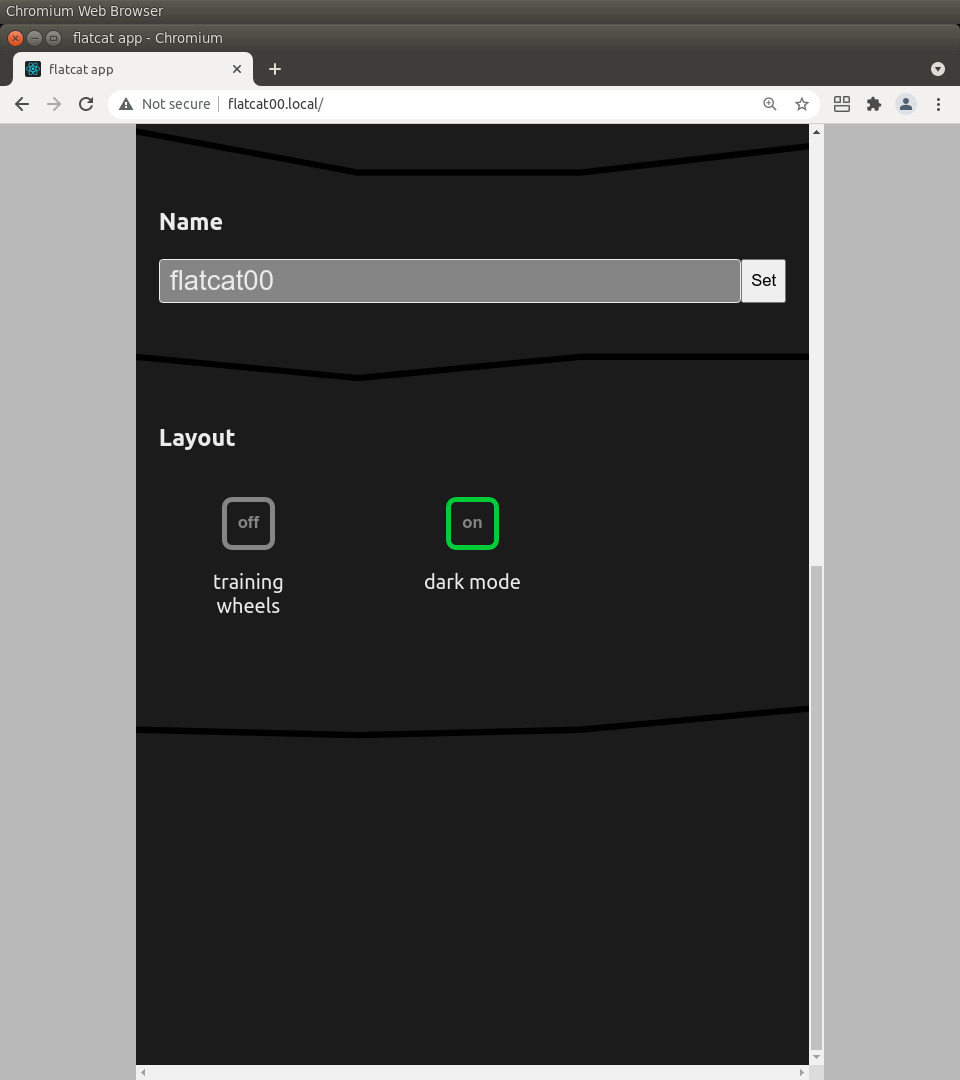 Chromium Web Browser
flatcat app - Chromium
flatcat app
Not secure flatcat00.local/
Name
flatcat00 Set
Layout
off on
training dark mode
wheels